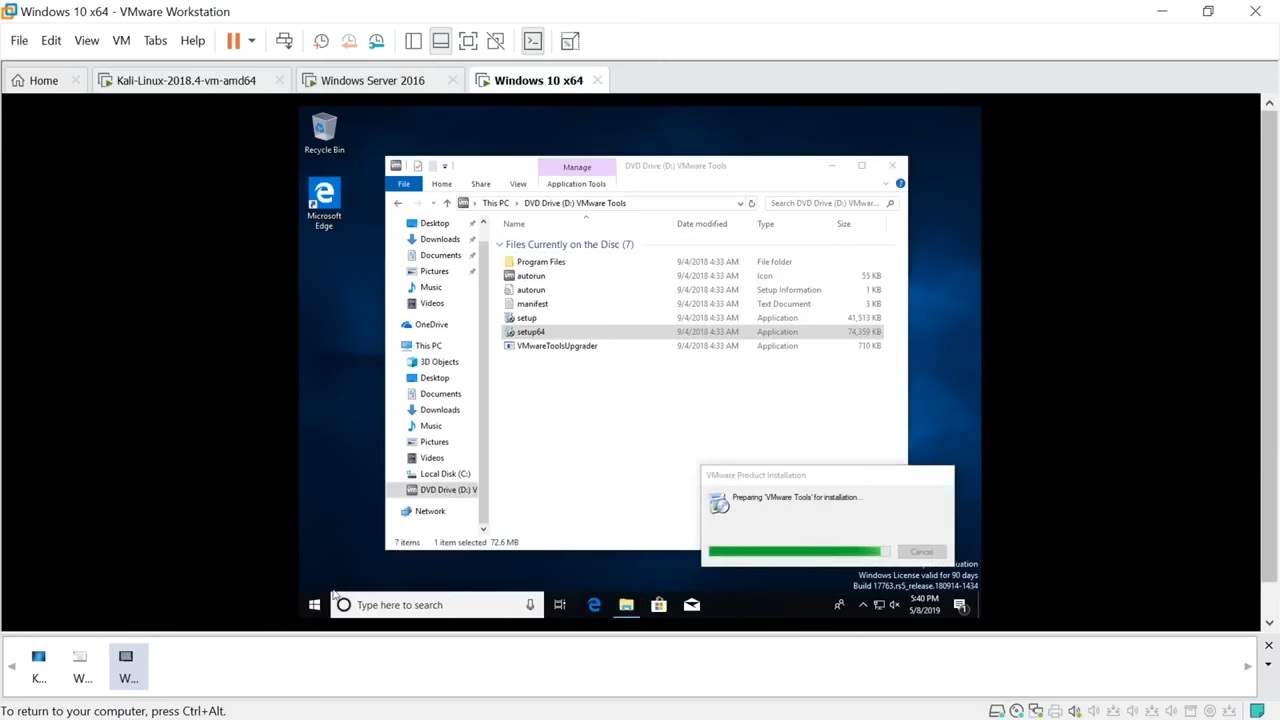 Windows 10 x64 - VMware Workstation
File Edit View VM Tabs Help
Home Kali-Linux-2018.4-vm-amd64 Windows Server 2016 Windows 10 x64
Recycle Bin
Microsoft
Edge
Manage DVD Drive (D:) VMware Tools
File Home Share View Application Tools
This PC DVD Drive (D:) VMware Tools Search DVD Drive (D:) VMwar...
Desktop
Downloads
Documents
Pictures
Music
Videos
OneDrive
This PC
3D Objects
Desktop
Documents
Downloads
Music
Pictures
Videos
Local Disk (C:)
DVD Drive (D:) V
Network
Name Date modified Type Size
Files Currently on the Disc (7)
Program Files 9/4/2018 4:33 AM File folder
autorun 9/4/2018 4:33 AM Icon 55 KB
autorun 9/4/2018 4:33 AM Setup Information 1 KB
manifest 9/4/2018 4:33 AM Text Document 3 KB
setup 9/4/2018 4:33 AM Application 41,513 KB
setup64 9/4/2018 4:33 AM Application 74,359 KB
VMwareToolsUpgrader 9/4/2018 4:33 AM Application 710 KB
7 items 1 item selected 72.6 MB
VMware Product Installation
Preparing 'VMware Tools' for installation...
Cancel
Windows License valid for 90 days
Build 17763.rs5_release.180914-1434
Type here to search
5:40 PM
5/8/2019
1
K... W... W...
To return to your computer, press Ctrl+Alt.